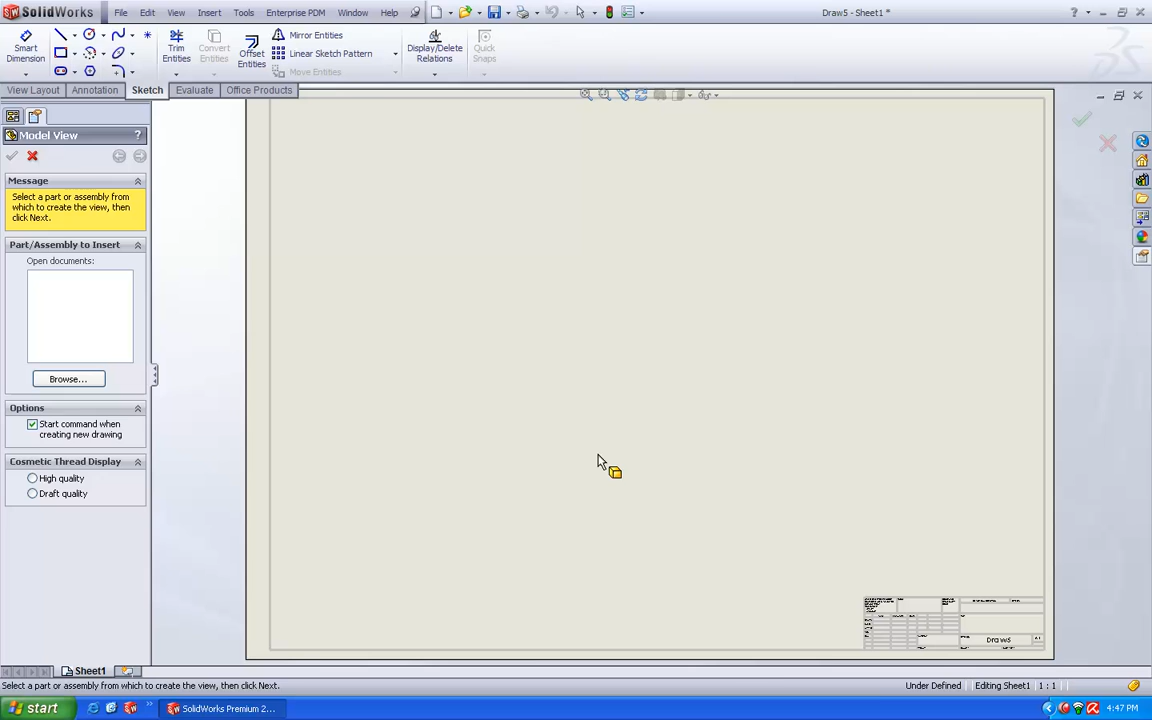 SolidWorks File Edit View Insert Tools Enterprise PDM Window Help Draw5 - Sheet1 * ?
Smart Dimension
Trim Entities
Convert Entities
Offset Entities
Mirror Entities
Linear Sketch Pattern
Move Entities
Display/Delete Relations
Quick Snaps
View Layout Annotation Sketch Evaluate Office Products
Model View ?
Message
Select a part or assembly from
which to create the view, then
click Next.
Part/Assembly to Insert
Open documents:
Browse...
Options
Start command when
creating new drawing
Cosmetic Thread Display
High quality
Draft quality
Draw5
Sheet1
Select a part or assembly from which to create the view, then click Next. Under Defined Editing Sheet1 1 : 1
start SolidWorks Premium 2... 4:47 PM